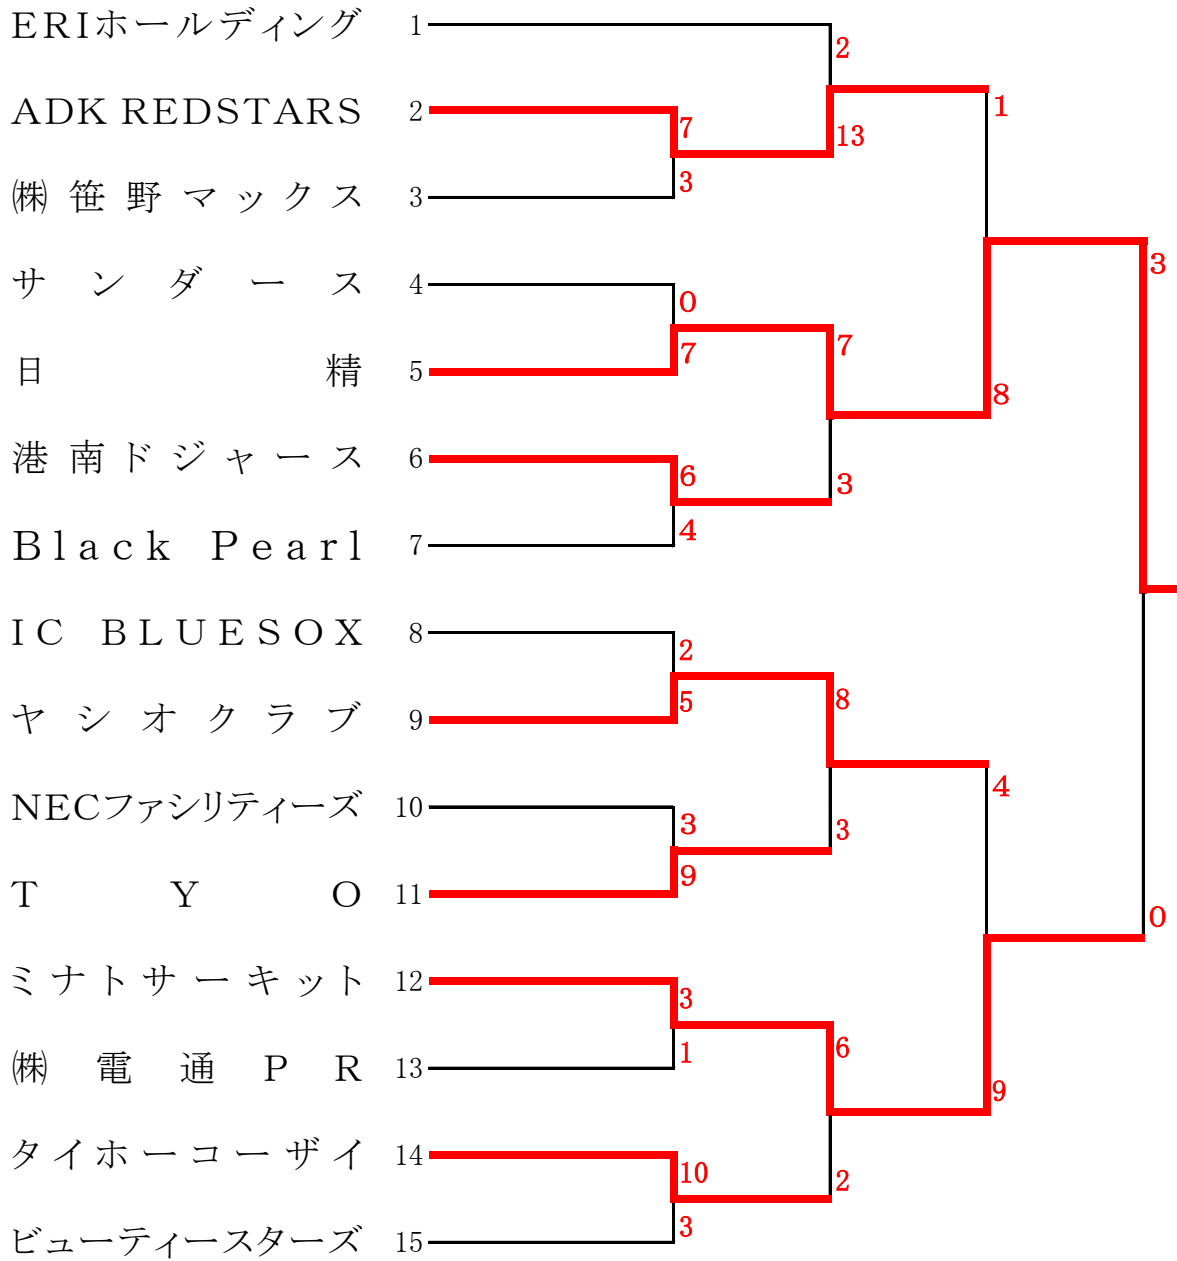 ERIホールディング 1
2
ADK REDSTARS 2
1
7
13
3
㈱笹野マックス 3
3
サンダース 4
0
7
7
日精 5
8
港南ドジャース 6
6
3
4
Black Pearl 7
IC BLUESOX 8
2
5
8
ヤシオクラブ 9
4
NECファシリティーズ 10
3
3
9
TYO 11
0
ミナトサーキット 12
3
6
1
㈱電通PR 13
9
タイホーコーザイ 14
10
2
3
ビューティースターズ 15